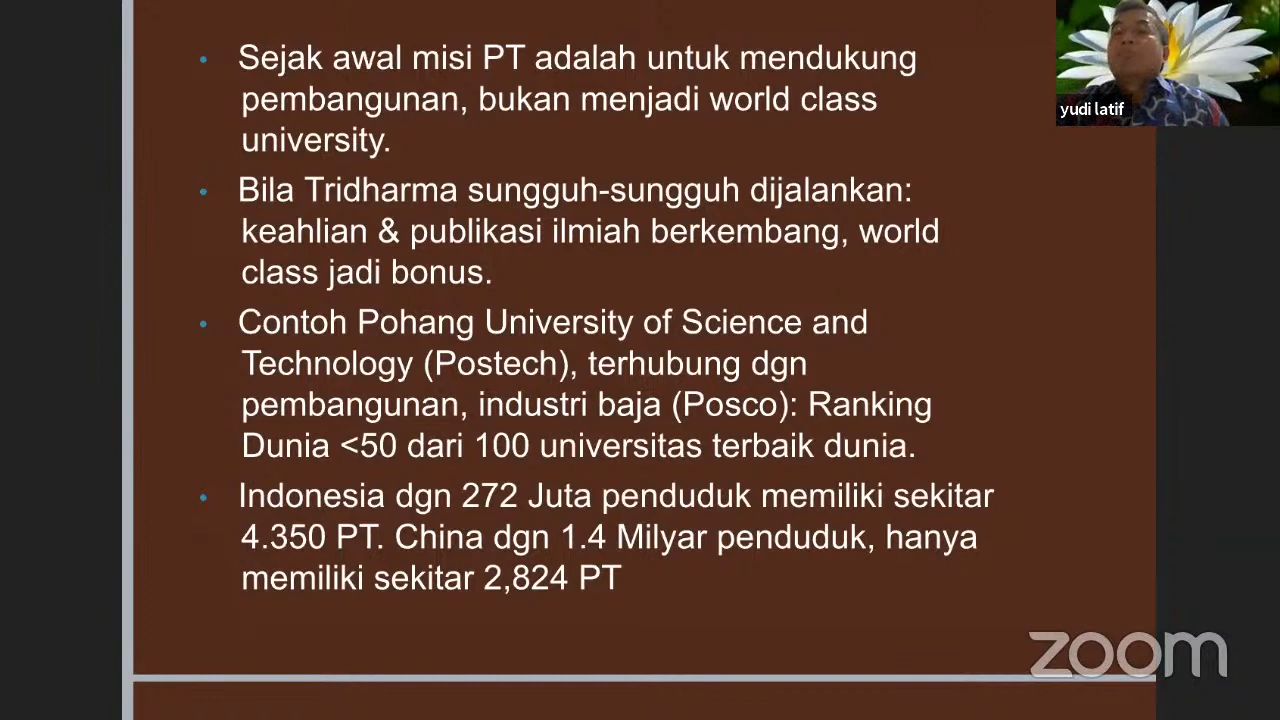 • Sejak awal misi PT adalah untuk mendukung
pembangunan, bukan menjadi world class
university.
• Bila Tridharma sungguh-sungguh dijalankan:
keahlian & publikasi ilmiah berkembang, world
class jadi bonus.
• Contoh Pohang University of Science and
Technology (Postech), terhubung dgn
pembangunan, industri baja (Posco): Ranking
Dunia <50 dari 100 universitas terbaik dunia.
• Indonesia dgn 272 Juta penduduk memiliki sekitar
4.350 PT. China dgn 1.4 Milyar penduduk, hanya
memiliki sekitar 2,824 PT
yudi latif
zoom